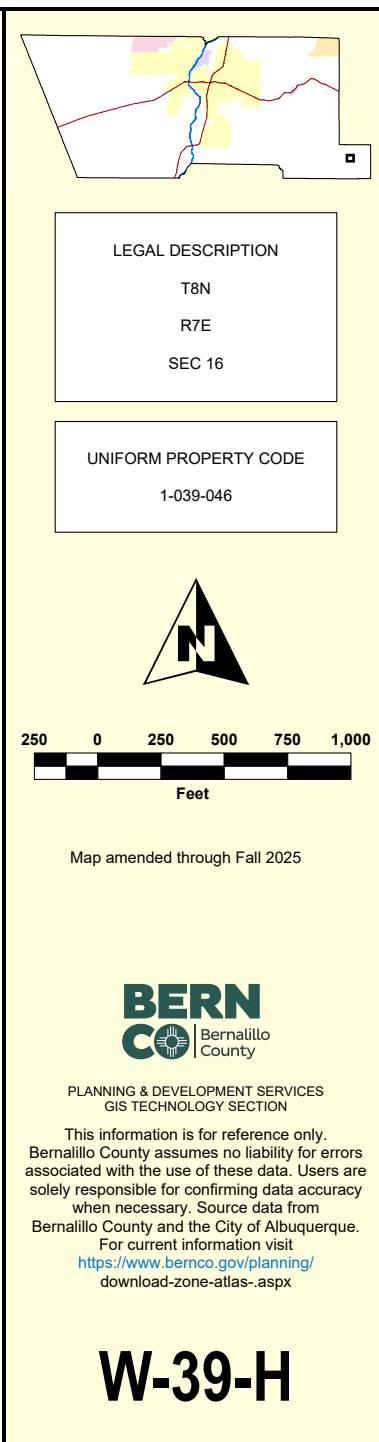 LEGAL DESCRIPTION
T8N
R7E
SEC 16
UNIFORM PROPERTY CODE
1-039-046
N
250 0 250 500 750 1,000
Feet
Map amended through Fall 2025
BERN
CO Bernalillo
County
PLANNING & DEVELOPMENT SERVICES
GIS TECHNOLOGY SECTION
This information is for reference only.
Bernalillo County assumes no liability for errors
associated with the use of these data. Users are
solely responsible for confirming data accuracy
when necessary. Source data from
Bernalillo County and the City of Albuquerque.
For current information visit
https://www.bernco.gov/planning/
download-zone-atlas-.aspx
W-39-H